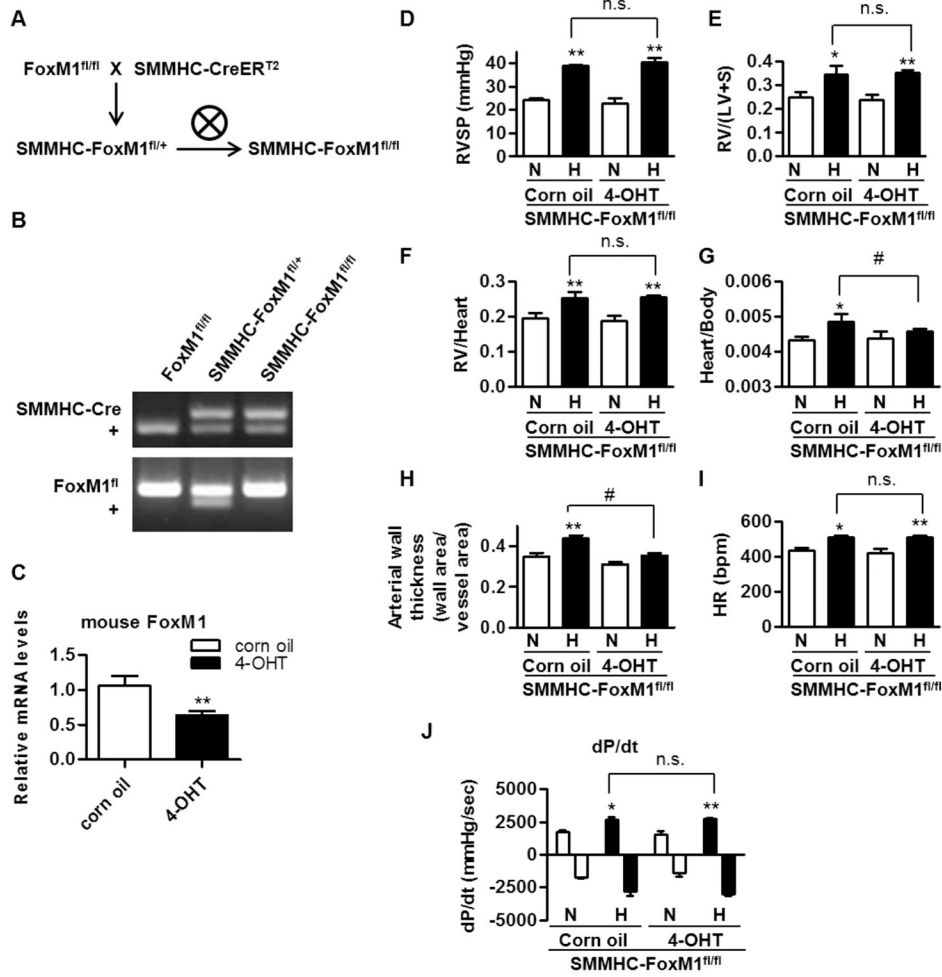 A
FoxM1fl/fl X SMMHC-CreERT2
SMMHC-FoxM1fl/+
SMMHC-FoxM1fl/fl
B
FoxM1fl/fl
SMMHC-FoxM1fl/+
SMMHC-FoxM1fl/fl
SMMHC-Cre
+
FoxM1fl
+
C
mouse FoxM1
corn oil
4-OHT
Relative mRNA levels
1.5
1.0
0.5
0.0
**
corn oil
4-OHT
D
n.s.
RVSP (mmHg)
60
40
20
0
** **
N H N H
Corn oil 4-OHT
SMMHC-FoxM1fl/fl
E
n.s.
RV/(LV+S)
0.4
0.3
0.2
0.1
0.0
* **
N H N H
Corn oil 4-OHT
SMMHC-FoxM1fl/fl
F
n.s.
RV/Heart
0.3
0.2
0.1
0.0
** **
N H N H
Corn oil 4-OHT
SMMHC-FoxM1fl/fl
G
#
Heart/Body
0.006
0.005
0.004
0.003
*
N H N H
Corn oil 4-OHT
SMMHC-FoxM1fl/fl
H
#
Arterial wall
thickness
(wall area/
vessel area)
0.4
0.2
0.0
**
N H N H
Corn oil 4-OHT
SMMHC-FoxM1fl/fl
I
n.s.
HR (bpm)
600
400
200
0
* **
N H N H
Corn oil 4-OHT
SMMHC-FoxM1fl/fl
J
dP/dt
n.s.
dP/dt (mmHg/sec)
5000
2500
0
-2500
-5000
* **
N H N H
Corn oil 4-OHT
SMMHC-FoxM1fl/fl